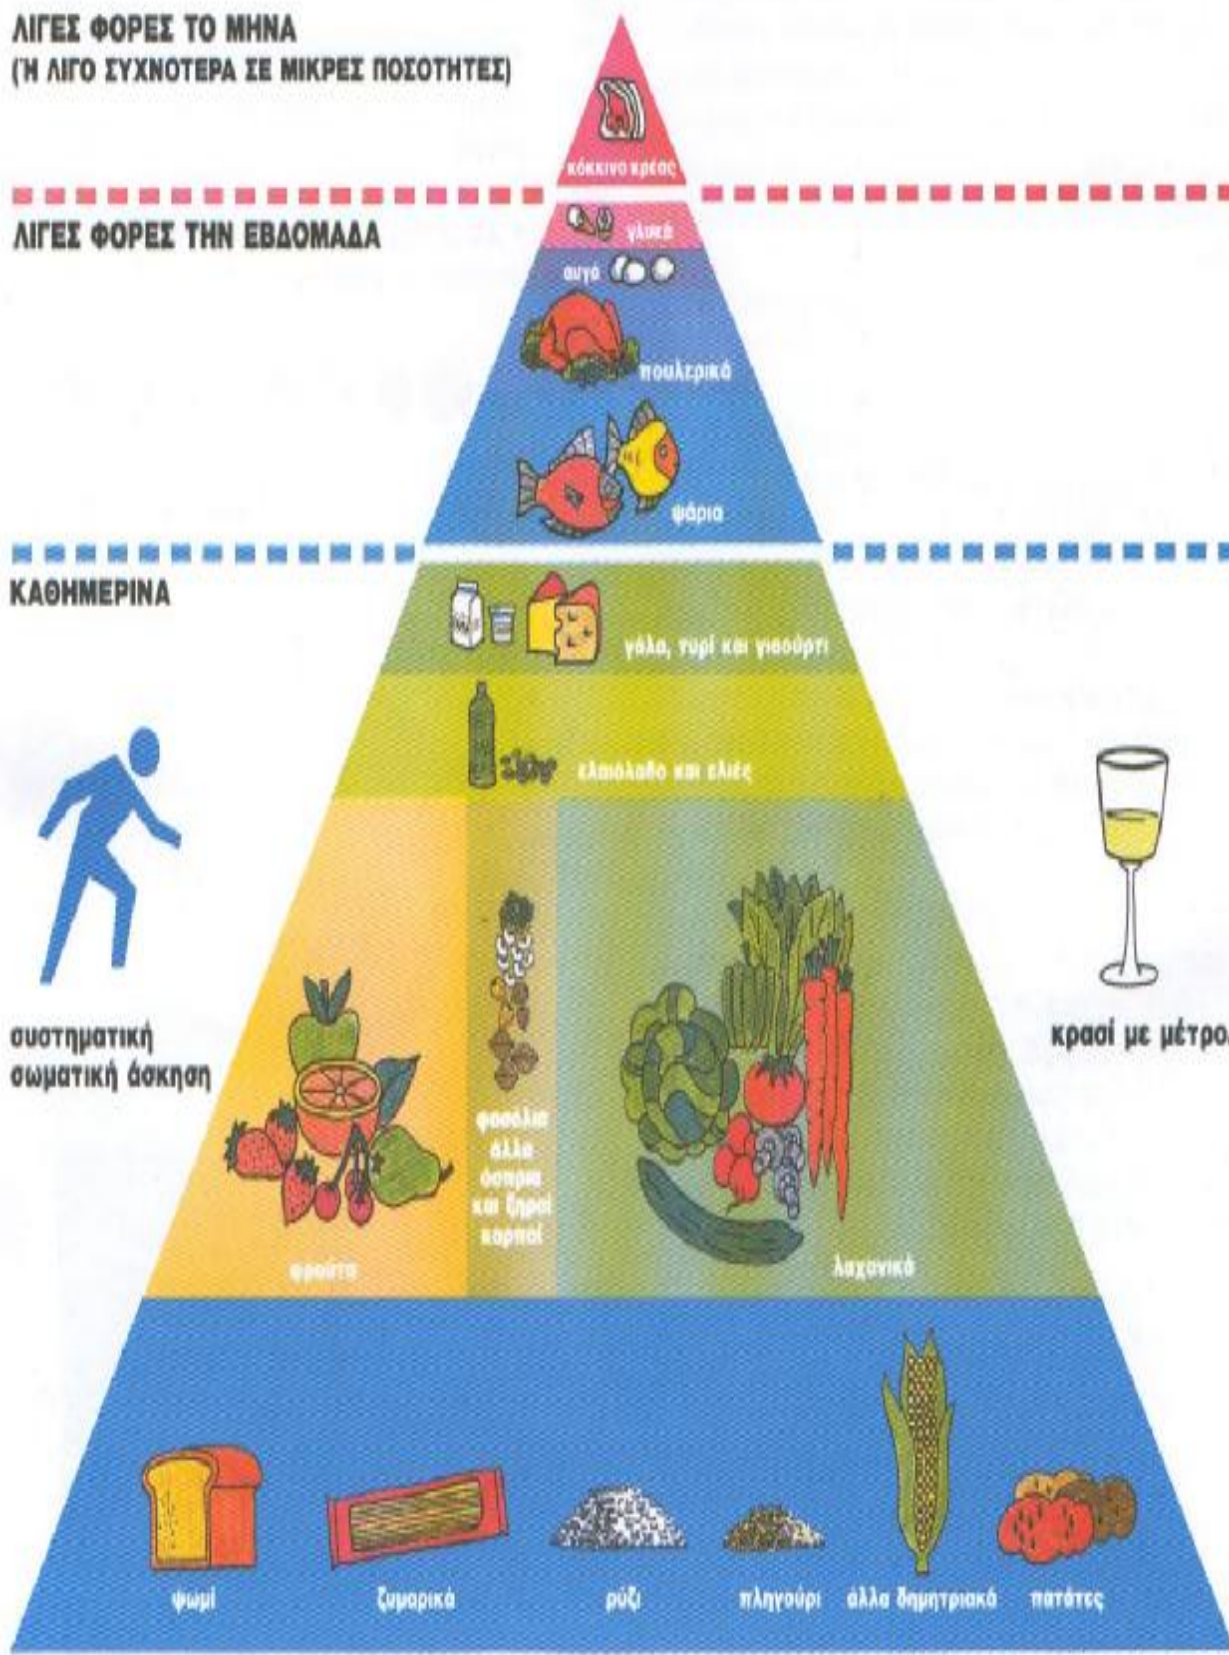 ΛΙΓΕΣ ΦΟΡΕΣ ΤΟ ΜΗΝΑ
(Ή ΛΙΓΟ ΣΥΧΝΟΤΕΡΑ ΣΕ ΜΙΚΡΕΣ ΠΟΣΟΤΗΤΕΣ)
κόκκινο κρέας
ΛΙΓΕΣ ΦΟΡΕΣ ΤΗΝ ΕΒΔΟΜΑΔΑ
γλυκά
αυγά
πουλερικά
ψάρια
ΚΑΘΗΜΕΡΙΝΑ
γάλα, τυρί και γιαούρτι
ελαιόλαδο και ελιές
συστηματική
σωματική άσκηση
κρασί με μέτρο
φασόλια
άλλα
όσπρια
και ξηροί
καρποί
φρούτα
λαχανικά
ψωμί
ζυμαρικά
ρύζι
πληγούρι
άλλα δημητριακά
πατάτες